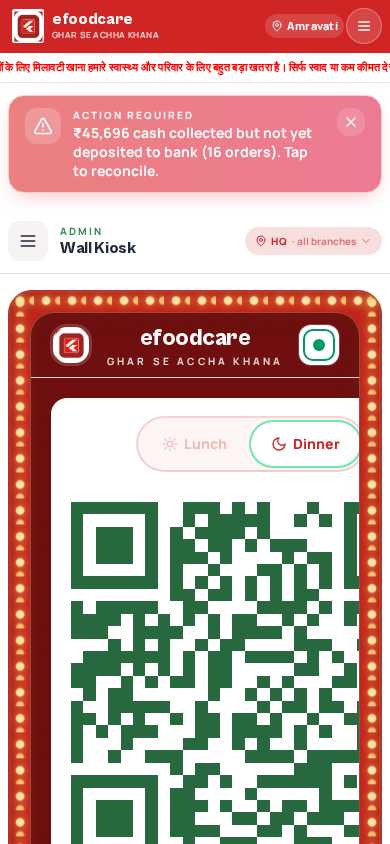 efoodcare
GHAR SE ACHHA KHANA
Amravati
के लिए मिलावटी खाना हमारे स्वास्थ्य और परिवार के लिए बहुत बड़ा खतरा है। सिर्फ स्वाद या कम कीमत
ACTION REQUIRED
₹45,696 cash collected but not yet
deposited to bank (16 orders). Tap
to reconcile.
ADMIN
Wall Kiosk
HQ · all branches
efoodcare
GHAR SE ACCHA KHANA
Lunch
Dinner